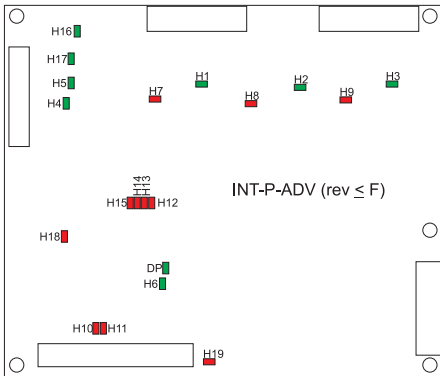 H16
H17
H5
H4
H1
H2
H3
H7
H8
H9
H14
H13
H15
H12
INT-P-ADV (rev ≤ F)
H18
DP
H6
H10
H11
H19